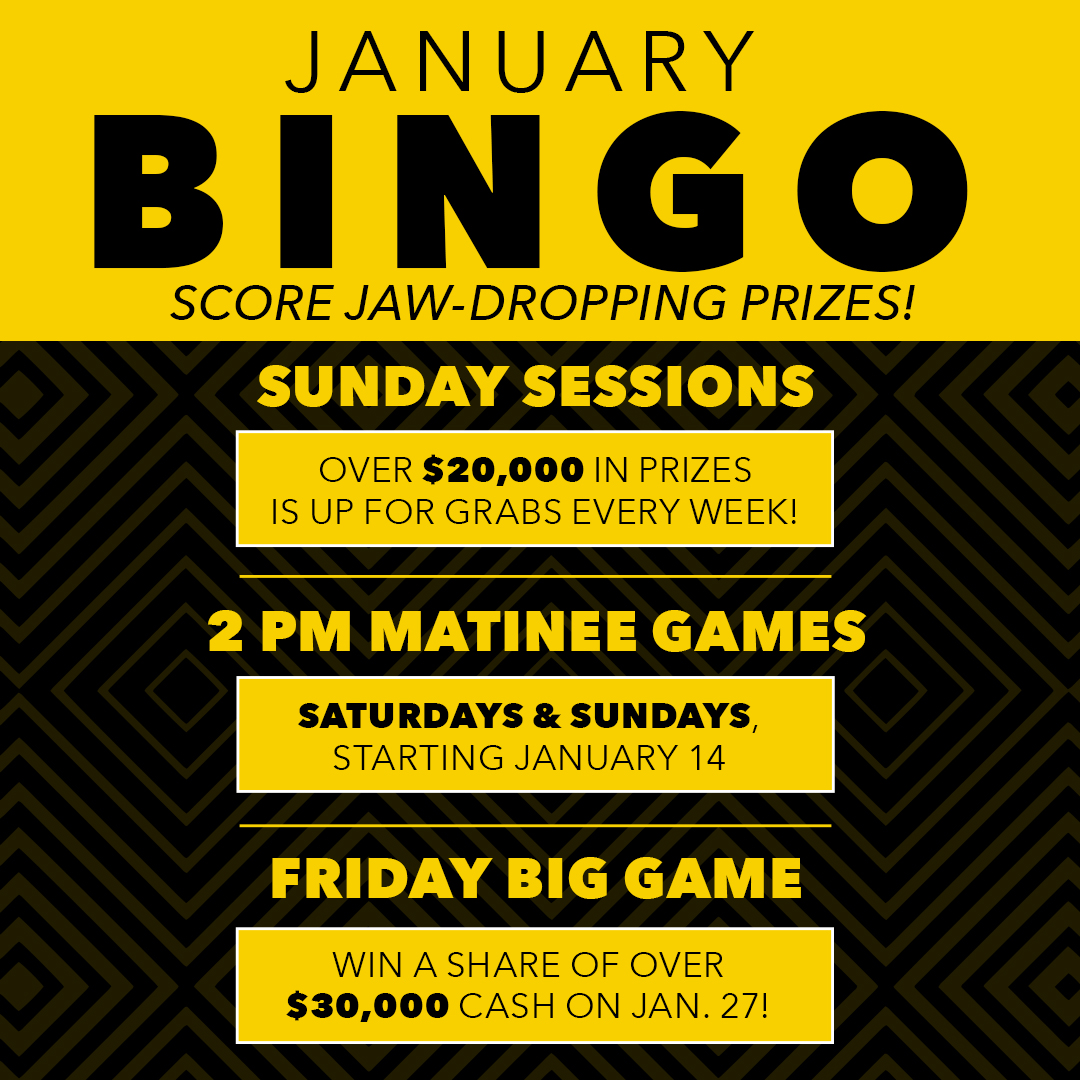 JANUARY
BINGO
SCORE JAW-DROPPING PRIZES!
SUNDAY SESSIONS
OVER $20,000 IN PRIZES
IS UP FOR GRABS EVERY WEEK!
2 PM MATINEE GAMES
SATURDAYS & SUNDAYS,
STARTING JANUARY 14
FRIDAY BIG GAME
WIN A SHARE OF OVER
$30,000 CASH ON JAN. 27!